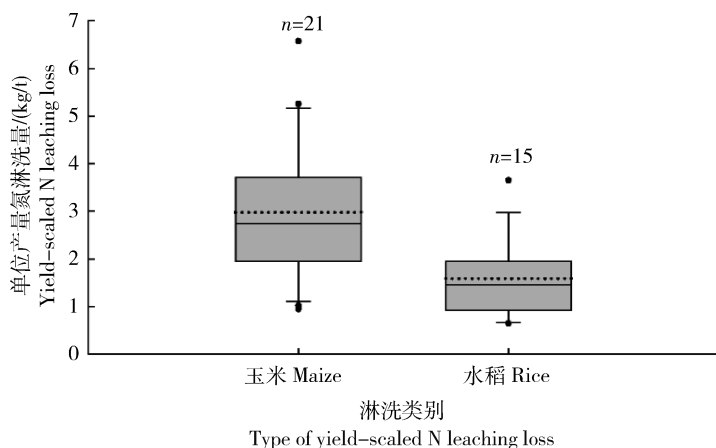 7
6
5
4
3
2
1
0
单位产量氮淋洗量/(kg/t)
Yield-scaled N leaching loss
n=21
n=15
玉米 Maize
水稻 Rice
淋洗类别
Type of yield-scaled N leaching loss